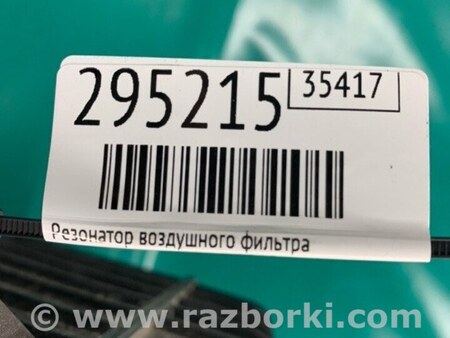 295215 35417
Резонатор воздушного фильтра
www.razborki.com